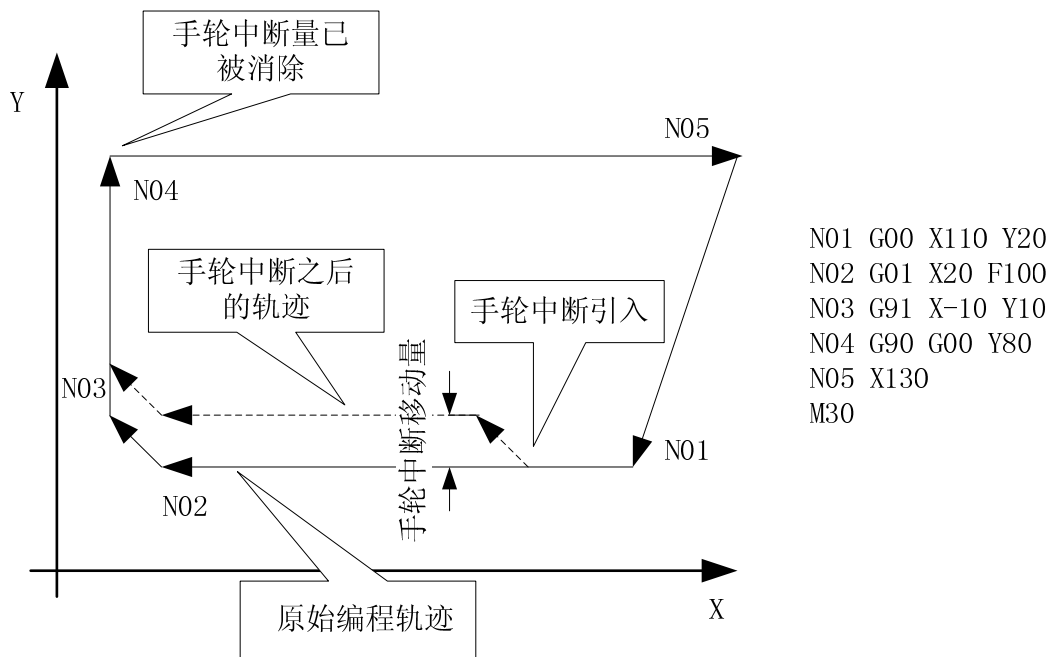 手轮中断量已
被消除
Y
N05
N04
手轮中断之后
的轨迹
手轮中断引入
N03
手轮中断移动量
N01
N02
X
原始编程轨迹
N01 G00 X110 Y20
N02 G01 X20 F100
N03 G91 X-10 Y10
N04 G90 G00 Y80
N05 X130
M30